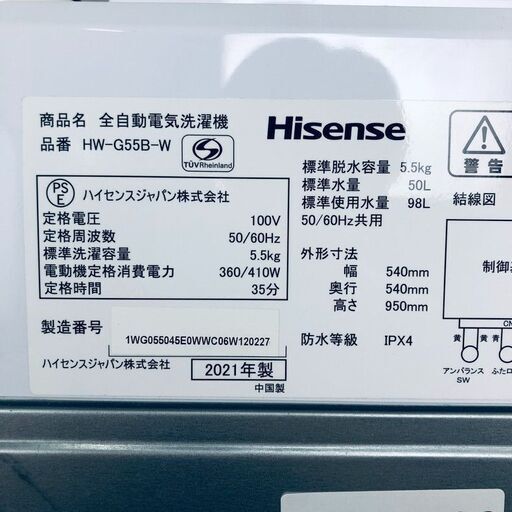 商品名 全自動電気洗濯機
品番 HW-G55B-W
S
TÜVRheinland
Hisense
PS
E
ハイセンスジャパン株式会社
定格電圧 100V
定格周波数 50/60Hz
標準洗濯容量 5.5kg
電動機定格消費電力 360/410W
定格時間 35分
製造番号 1WG055045E0WWC06W120227
ハイセンスジャパン株式会社 2021年製
中国製
標準脱水容量 5.5kg
標準水量 50L
標準使用水量 98L
50/60Hz共用
外形寸法
幅 540mm
奥行 540mm
高さ 950mm
防水等級 IPX4
警告
結線図
制御基
CN
黄 黄 青
アンバランス
SW
ふたロ